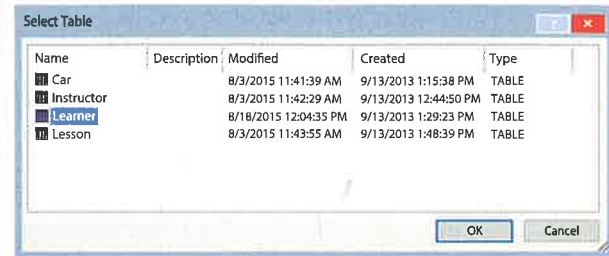 Select Table
? ×
Name Description Modified Created Type
Car 8/3/2015 11:41:39 AM 9/13/2013 1:15:38 PM TABLE
Instructor 8/3/2015 11:42:29 AM 9/13/2013 12:44:50 PM TABLE
Learner 8/18/2015 12:04:35 PM 9/13/2013 1:29:23 PM TABLE
Lesson 8/3/2015 11:43:55 AM 9/13/2013 1:48:39 PM TABLE
OK Cancel